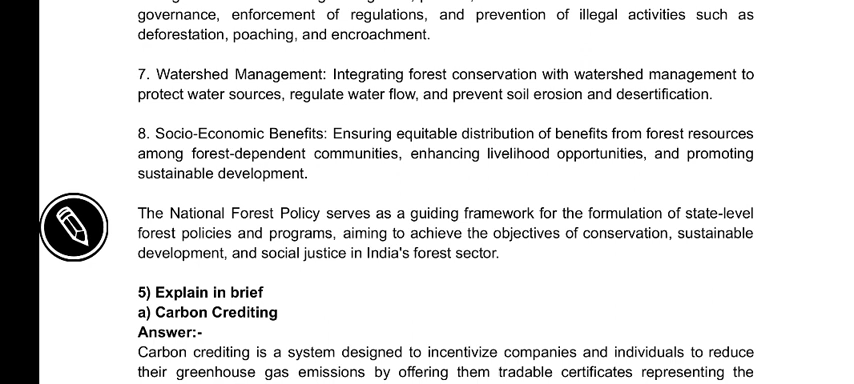 governance, enforcement of regulations, and prevention of illegal activities such as
deforestation, poaching, and encroachment.
7. Watershed Management: Integrating forest conservation with watershed management to
protect water sources, regulate water flow, and prevent soil erosion and desertification.
8. Socio-Economic Benefits: Ensuring equitable distribution of benefits from forest resources
among forest-dependent communities, enhancing livelihood opportunities, and promoting
sustainable development.
The National Forest Policy serves as a guiding framework for the formulation of state-level
forest policies and programs, aiming to achieve the objectives of conservation, sustainable
development, and social justice in India's forest sector.
5) Explain in brief
a) Carbon Crediting
Answer:-
Carbon crediting is a system designed to incentivize companies and individuals to reduce
their greenhouse gas emissions by offering them tradable certificates representing the